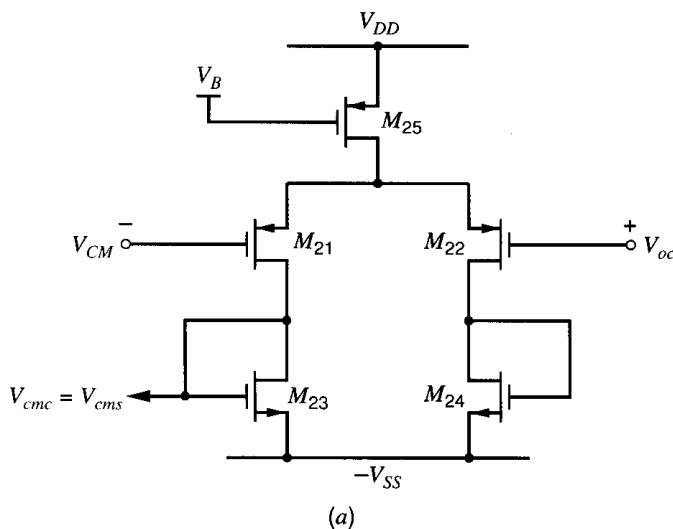 V_DD
V_B
M_25
− +
V_CM M_21 M_22 V_oc
V_cmc = V_cms M_23 M_24
−V_SS
(a)